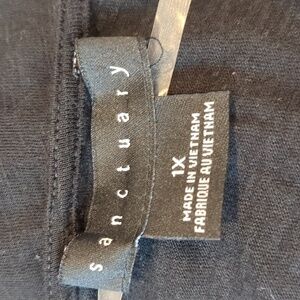 sanctuary
1X
MADE IN VIETNAM
FABRIQUE AU VIETNAM